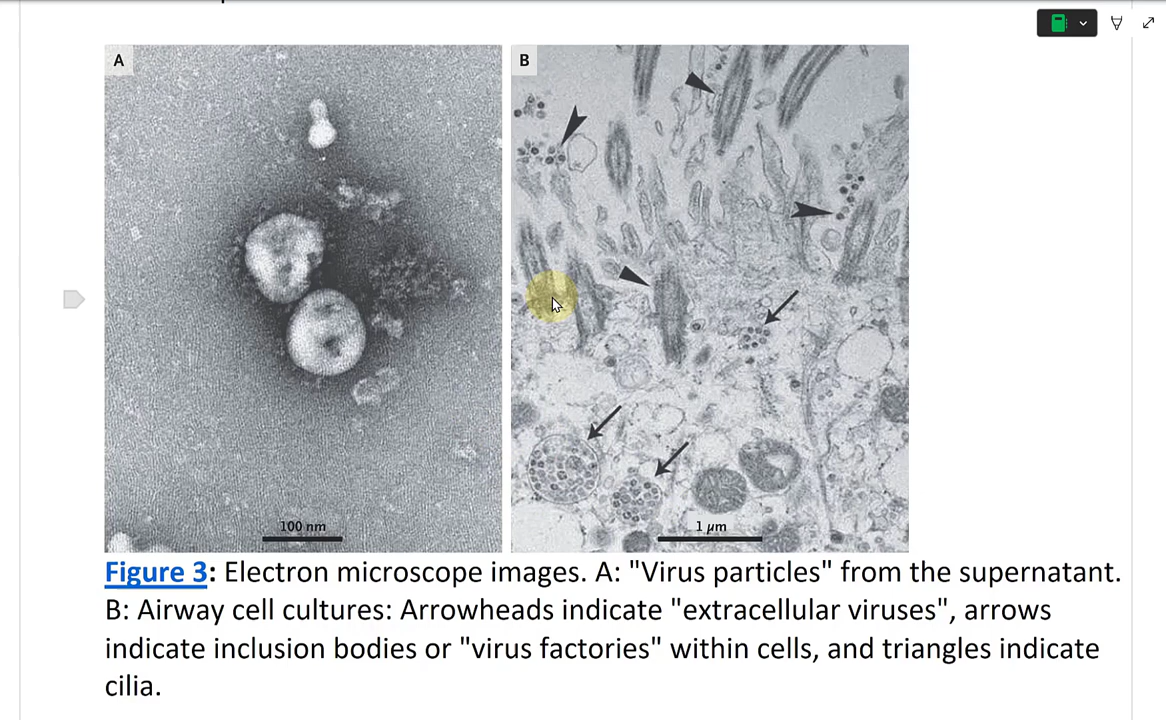 A
B
100 nm
1 μm
Figure 3: Electron microscope images. A: "Virus particles" from the supernatant.
B: Airway cell cultures: Arrowheads indicate "extracellular viruses", arrows
indicate inclusion bodies or "virus factories" within cells, and triangles indicate
cilia.